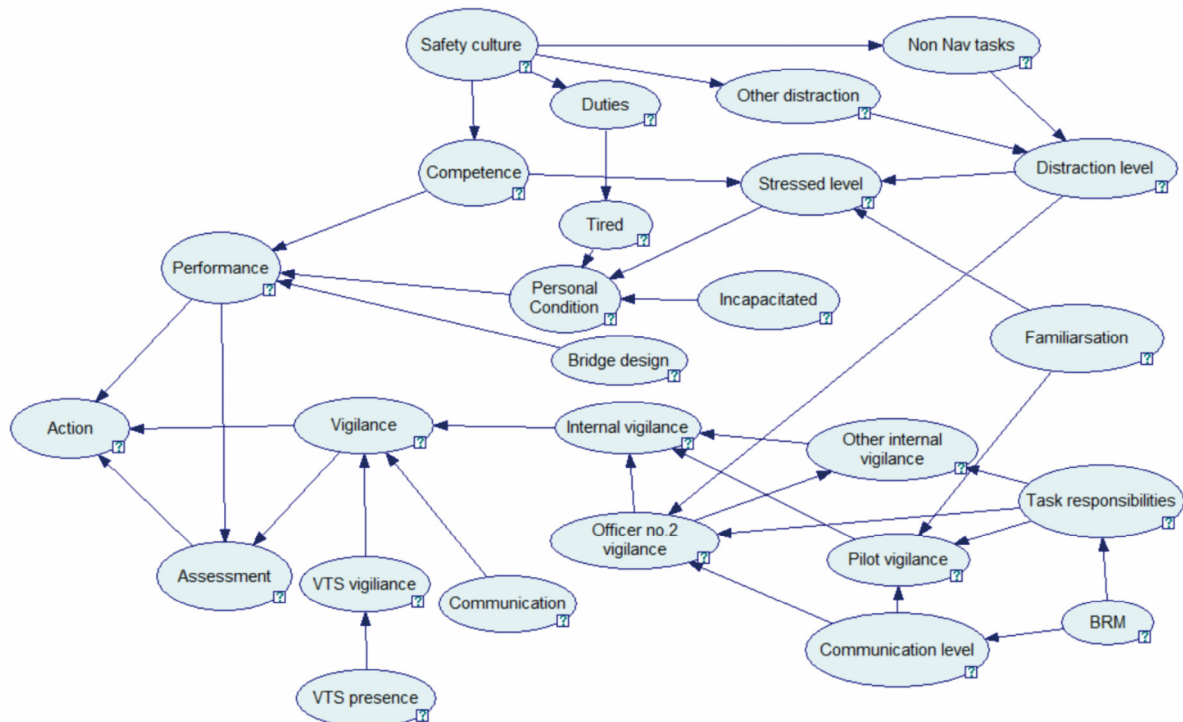 Safety culture
?
Non Nav tasks
?
Other distraction
?
Duties
?
Competence
?
Stressed level
?
Distraction level
?
Tired
?
Performance
?
Personal
Condition
?
Incapacitated
?
Familiarsation
?
Bridge design
?
Action
?
Vigilance
?
Internal vigilance
?
Other internal
vigilance
?
Task responsibilities
?
Officer no.2
vigilance
?
Pilot vigilance
?
Assessment
?
VTS vigiliance
?
Communication
?
BRM
?
Communication level
?
VTS presence
?